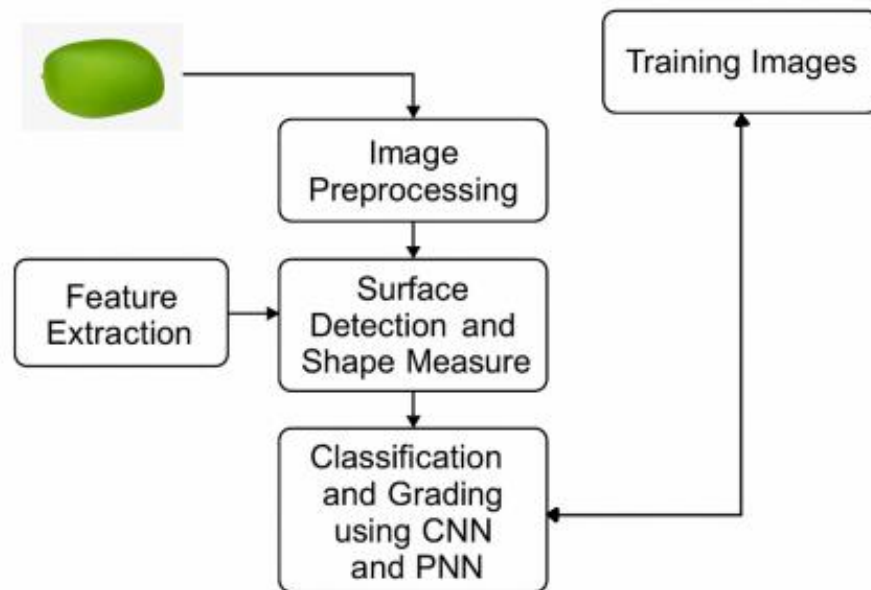 Training Images
Image
Preprocessing
Feature
Extraction
Surface
Detection and
Shape Measure
Classification
and Grading
using CNN
and PNN